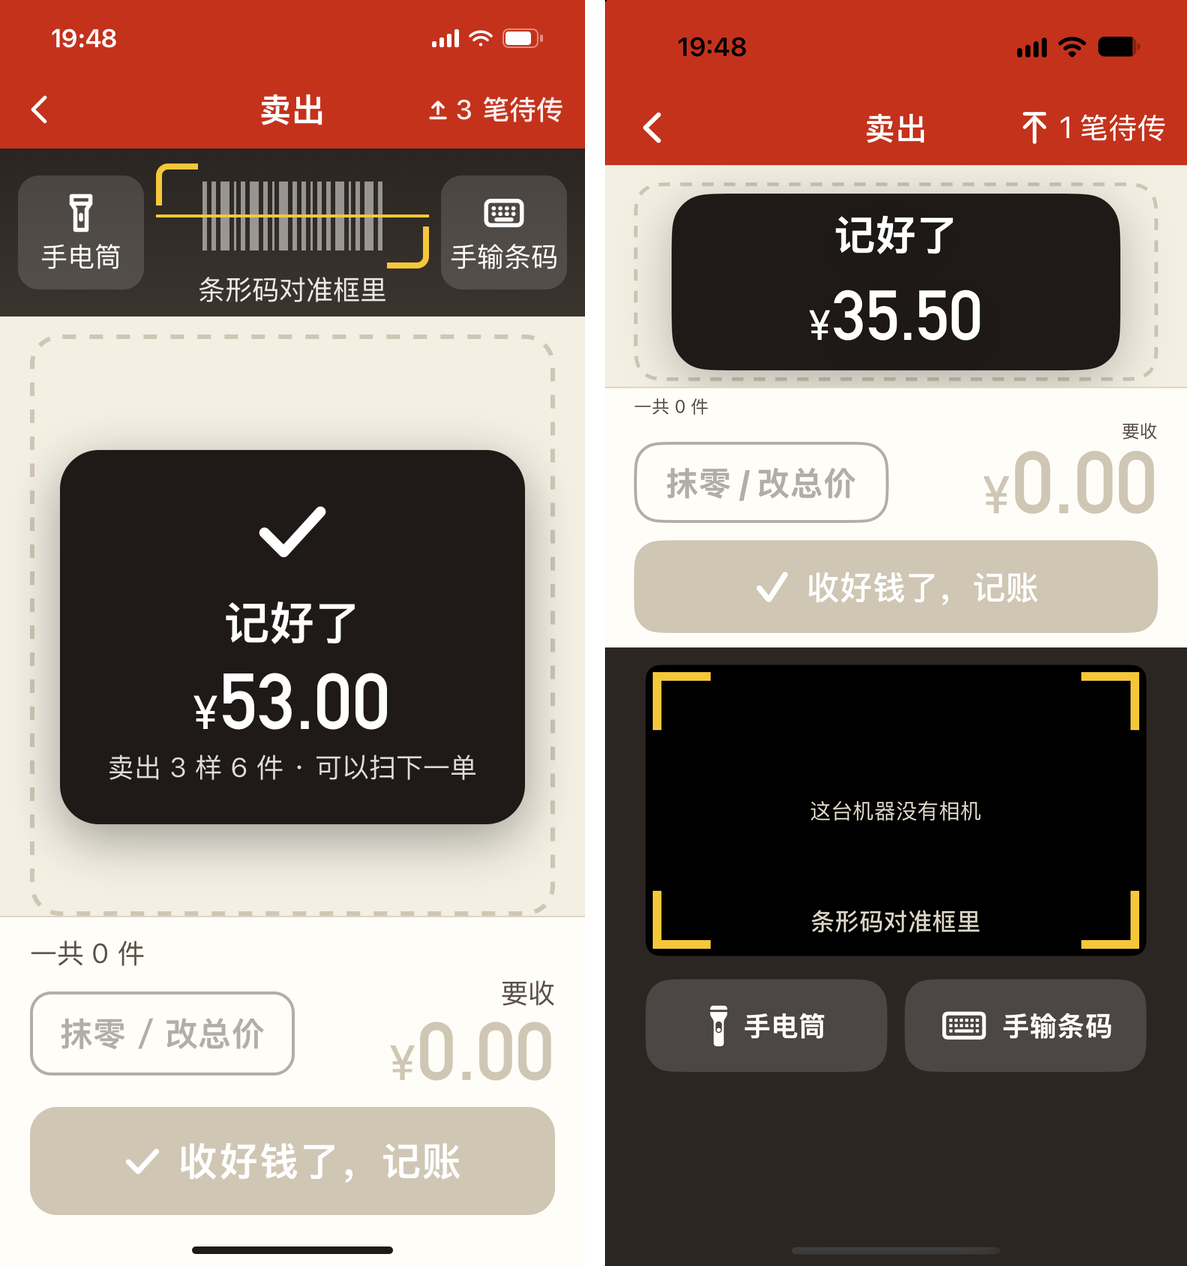 19:48
卖出
3 笔待传
手电筒
手输条码
条形码对准框里
记好了
¥53.00
卖出 3 样 6 件 · 可以扫下一单
一共 0 件
要收
抹零 / 改总价
¥0.00
收好钱了，记账
19:48
卖出
1 笔待传
记好了
¥35.50
一共 0 件
要收
抹零 / 改总价
¥0.00
收好钱了，记账
这台机器没有相机
条形码对准框里
手电筒
手输条码